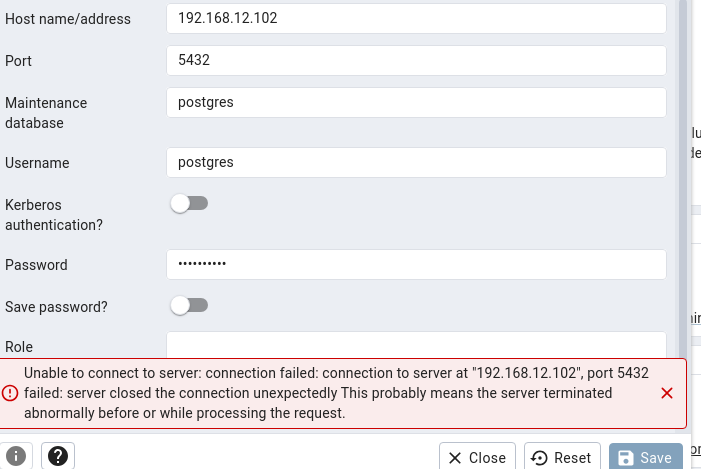 Host name/address
192.168.12.102
Port
5432
Maintenance
database
postgres
Username
postgres
Kerberos
authentication?
Password
••••••••••
Save password?
Role
Unable to connect to server: connection failed: connection to server at "192.168.12.102", port 5432
failed: server closed the connection unexpectedly This probably means the server terminated
abnormally before or while processing the request.
Close
Reset
Save